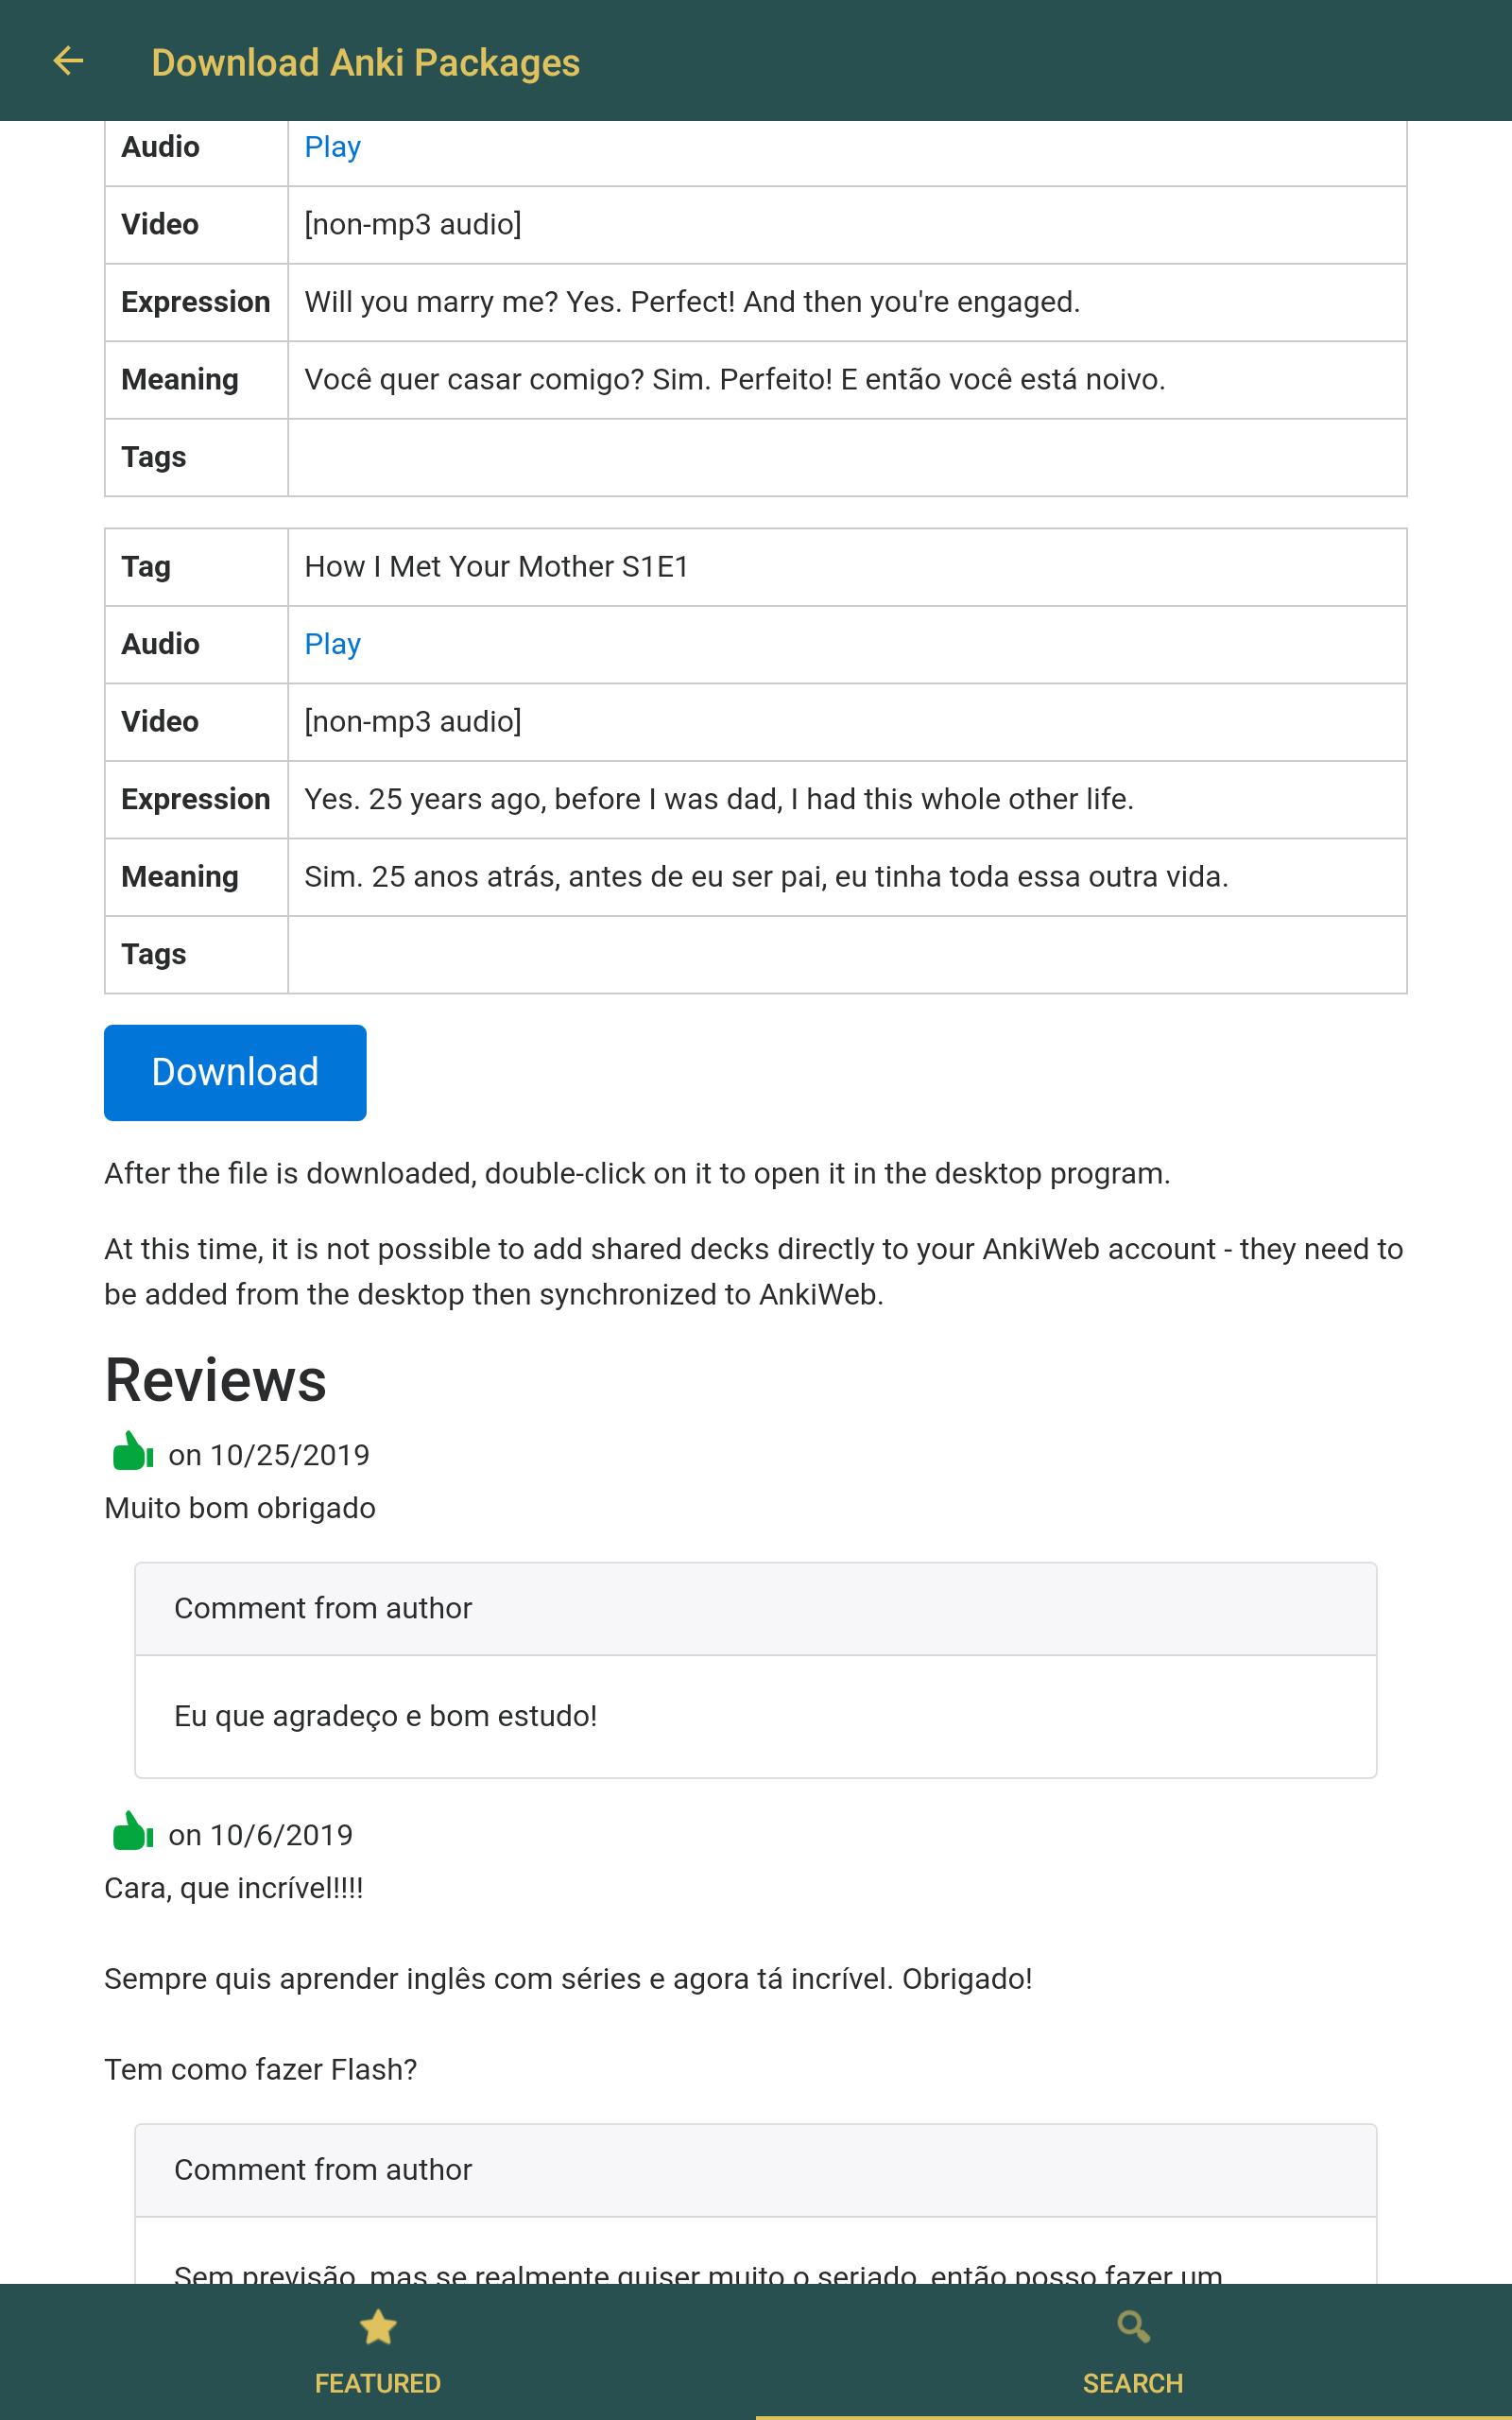 Download Anki Packages
Audio Play
Video [non-mp3 audio]
Expression Will you marry me? Yes. Perfect! And then you're engaged.
Meaning Você quer casar comigo? Sim. Perfeito! E então você está noivo.
Tags
Tag How I Met Your Mother S1E1
Audio Play
Video [non-mp3 audio]
Expression Yes. 25 years ago, before I was dad, I had this whole other life.
Meaning Sim. 25 anos atrás, antes de eu ser pai, eu tinha toda essa outra vida.
Tags
Download
After the file is downloaded, double-click on it to open it in the desktop program.
At this time, it is not possible to add shared decks directly to your AnkiWeb account - they need to
be added from the desktop then synchronized to AnkiWeb.
Reviews
on 10/25/2019
Muito bom obrigado
Comment from author
Eu que agradeço e bom estudo!
on 10/6/2019
Cara, que incrível!!!!
Sempre quis aprender inglês com séries e agora tá incrível. Obrigado!
Tem como fazer Flash?
Comment from author
Sem previsão, mas se realmente quiser muito o seriado, então posso fazer um
FEATURED
SEARCH